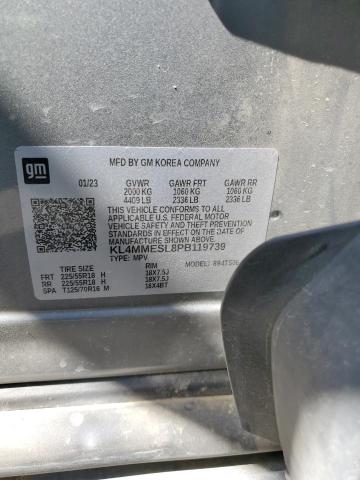 gm
MFD BY GM KOREA COMPANY
01/23 GVWR GAWR FRT GAWR RR
2000 KG 1060 KG 1060 KG
4409 LB 2336 LB 2336 LB
THIS VEHICLE CONFORMS TO ALL
APPLICABLE U.S. FEDERAL MOTOR
VEHICLE SAFETY AND THEFT PREVENTION
STANDARDS IN EFFECT ON THE DATE OF
MANUFACTURE SHOWN ABOVE.
KL4MMESL8PB119739
TYPE: MPV MODEL:
TIRE SIZE RIM
FRT 225/55R18 H 18X7.5J
RR 225/55R18 H 18X7.5J
SPA T125/70R16 M 16X4BT